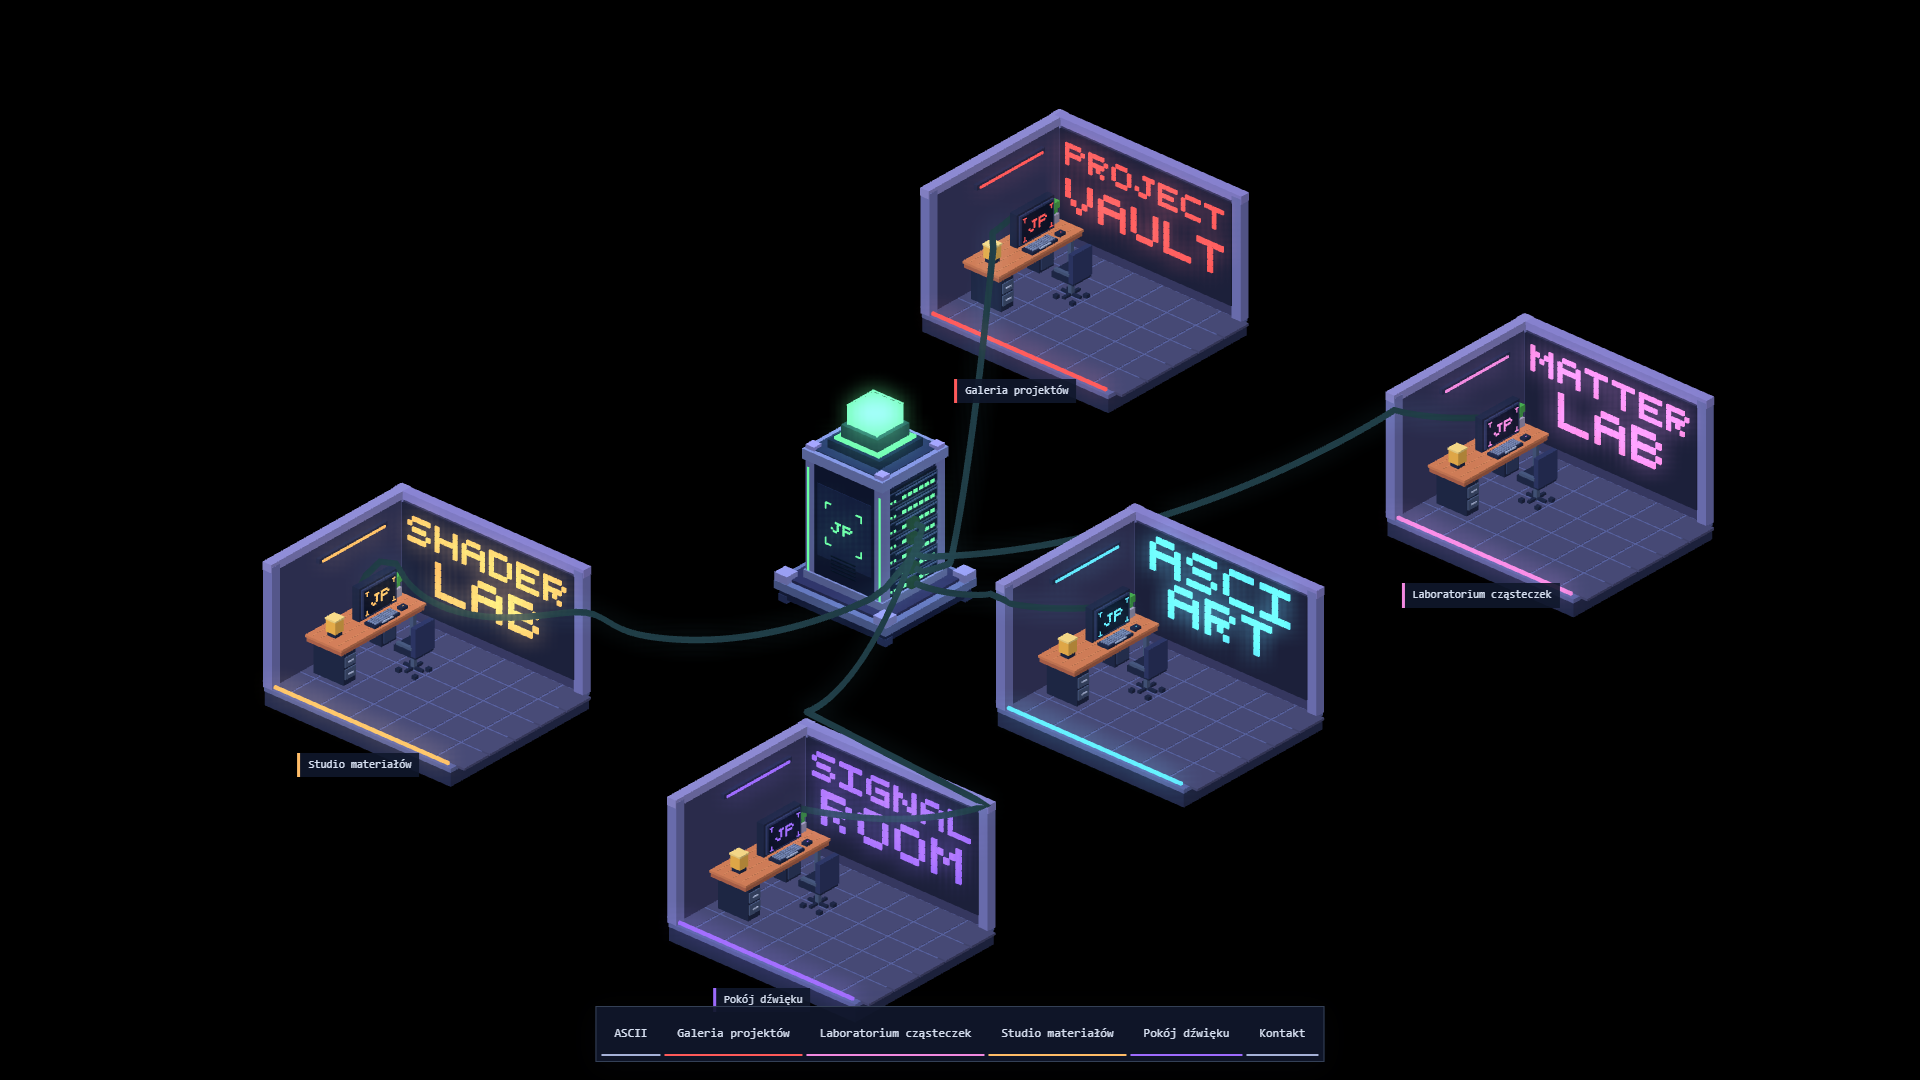 PROJECT
VAULT
JP
Galeria projektów
MATTER
LAB
JP
Laboratorium cząsteczek
JP
SHADER
LAB
JP
Studio materiałów
ASCI
ART
JP
SIGNAL
ROOM
JP
Pokój dźwięku
ASCII
Galeria projektów
Laboratorium cząsteczek
Studio materiałów
Pokój dźwięku
Kontakt